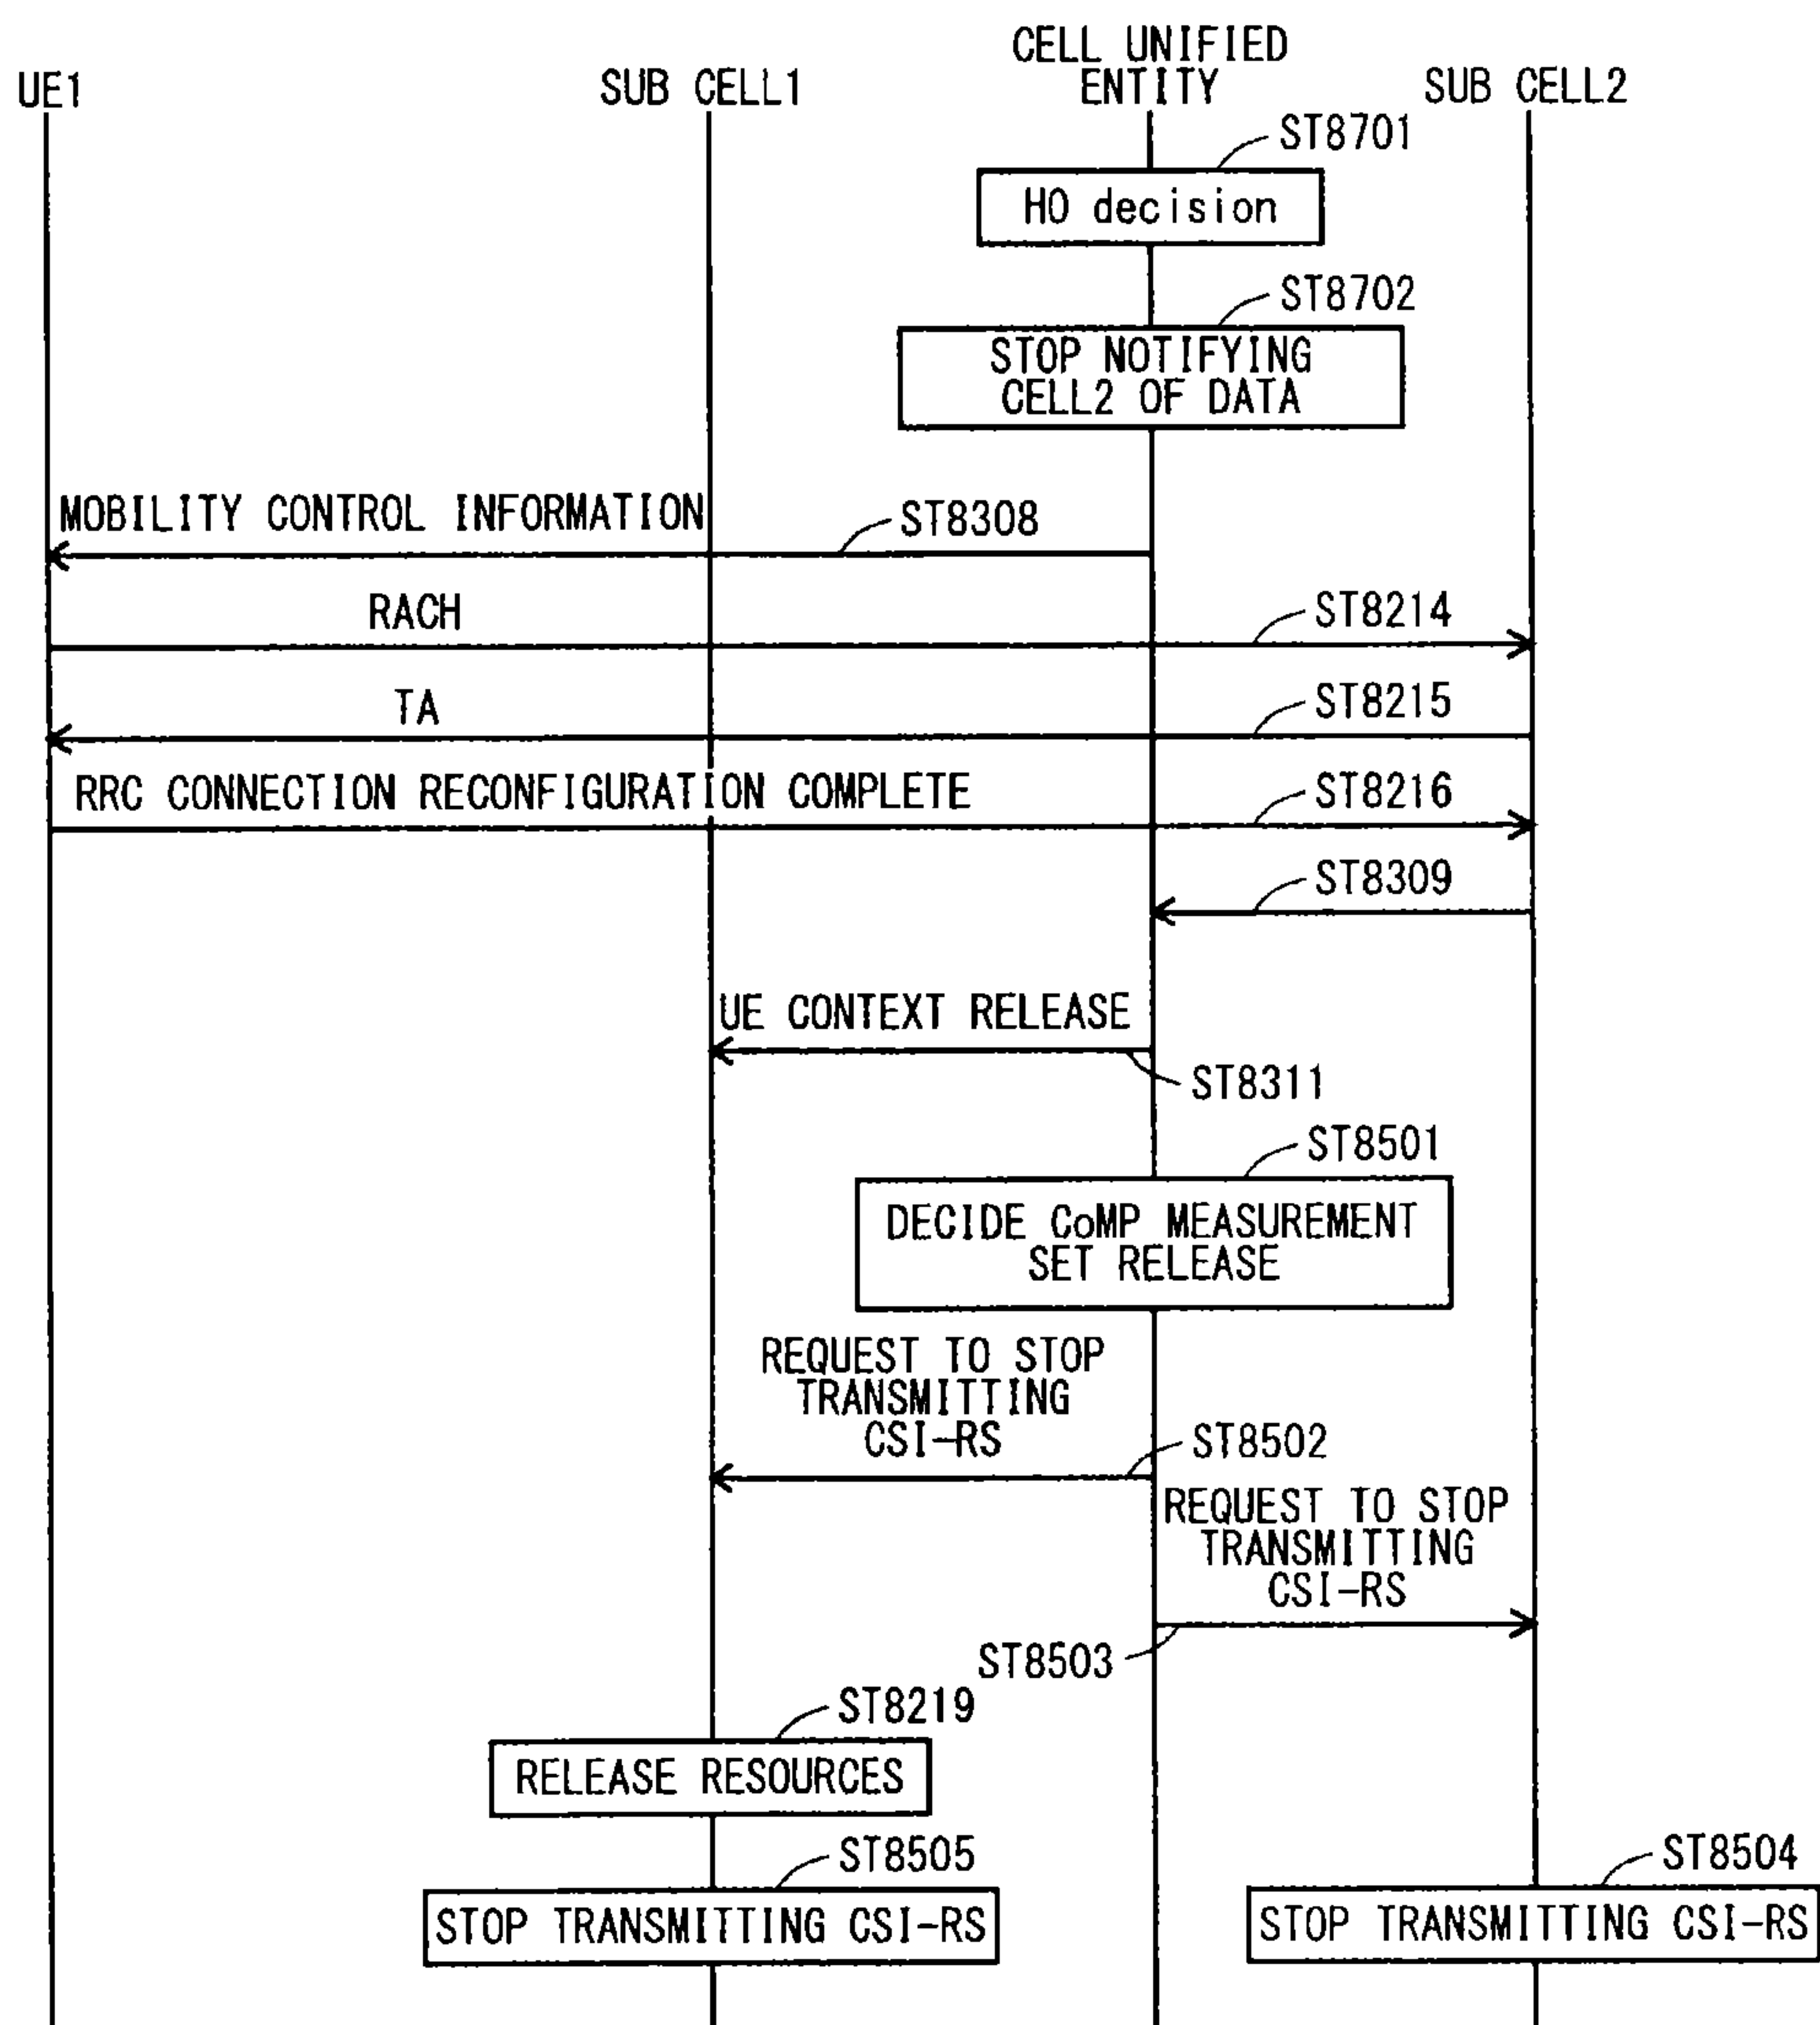 UE1
SUB CELL1
CELL UNIFIED
ENTITY
SUB CELL2
ST8701
HO decision
ST8702
STOP NOTIFYING
CELL2 OF DATA
MOBILITY CONTROL INFORMATION
ST8308
RACH
ST8214
TA
ST8215
RRC CONNECTION RECONFIGURATION COMPLETE
ST8216
ST8309
UE CONTEXT RELEASE
ST8311
ST8501
DECIDE CoMP MEASUREMENT
SET RELEASE
REQUEST TO STOP
TRANSMITTING
CSI-RS
ST8502
REQUEST TO STOP
TRANSMITTING
CSI-RS
ST8503
ST8219
RELEASE RESOURCES
ST8505
STOP TRANSMITTING CSI-RS
ST8504
STOP TRANSMITTING CSI-RS